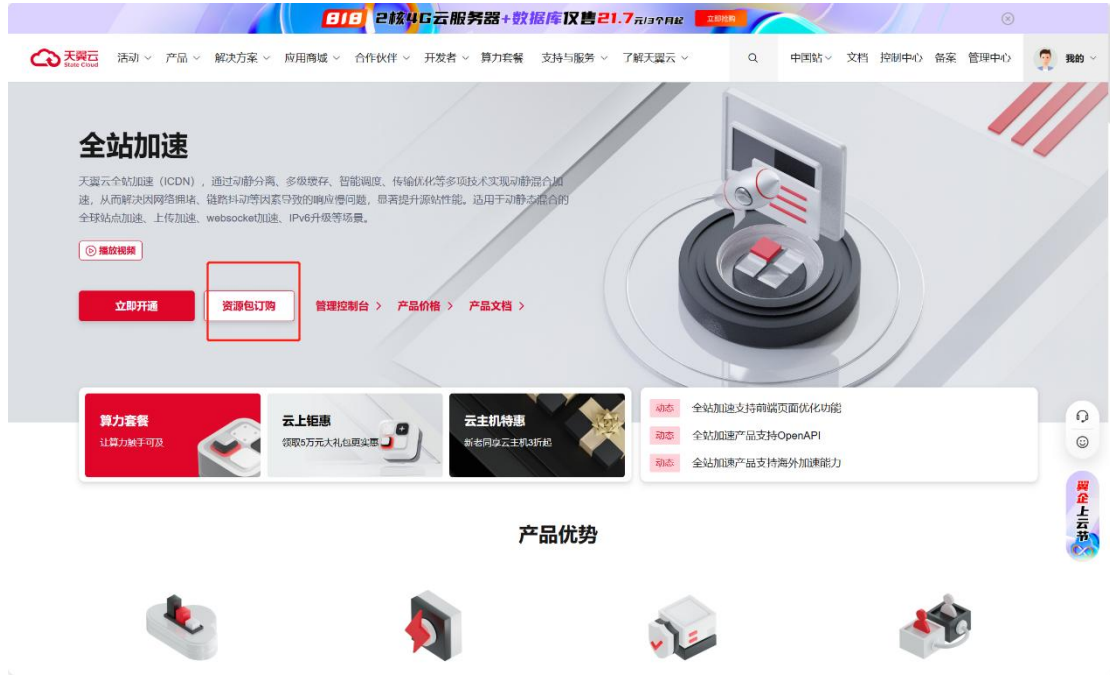 818 2核4G云服务器+数据库仅售21.7元/3个月起 立即抢购
天翼云 State Cloud 活动 产品 解决方案 应用商城 合作伙伴 开发者 算力套餐 支持与服务 了解天翼云 中国站 文档 控制中心 备案 管理中心 我的
全站加速
天翼云全站加速（ICDN），通过动静分离、多级缓存、智能调度、传输优化等多项技术实现动静混合加
速，从而解决因网络拥堵、链路抖动等因素导致的响应慢问题，显著提升源站性能。适用于动静态混合的
全球站点加速、上传加速、websocket加速、IPv6升级等场景。
播放视频
立即开通 资源包订购 管理控制台 > 产品价格 > 产品文档 >
算力套餐
让算力触手可及
云上钜惠
领取5万元大礼包更实惠
云主机特惠
新老同享云主机3折起
动态 全站加速支持前端页面优化功能
动态 全站加速产品支持OpenAPI
动态 全站加速产品支持海外加速能力
翼企上云节
产品优势